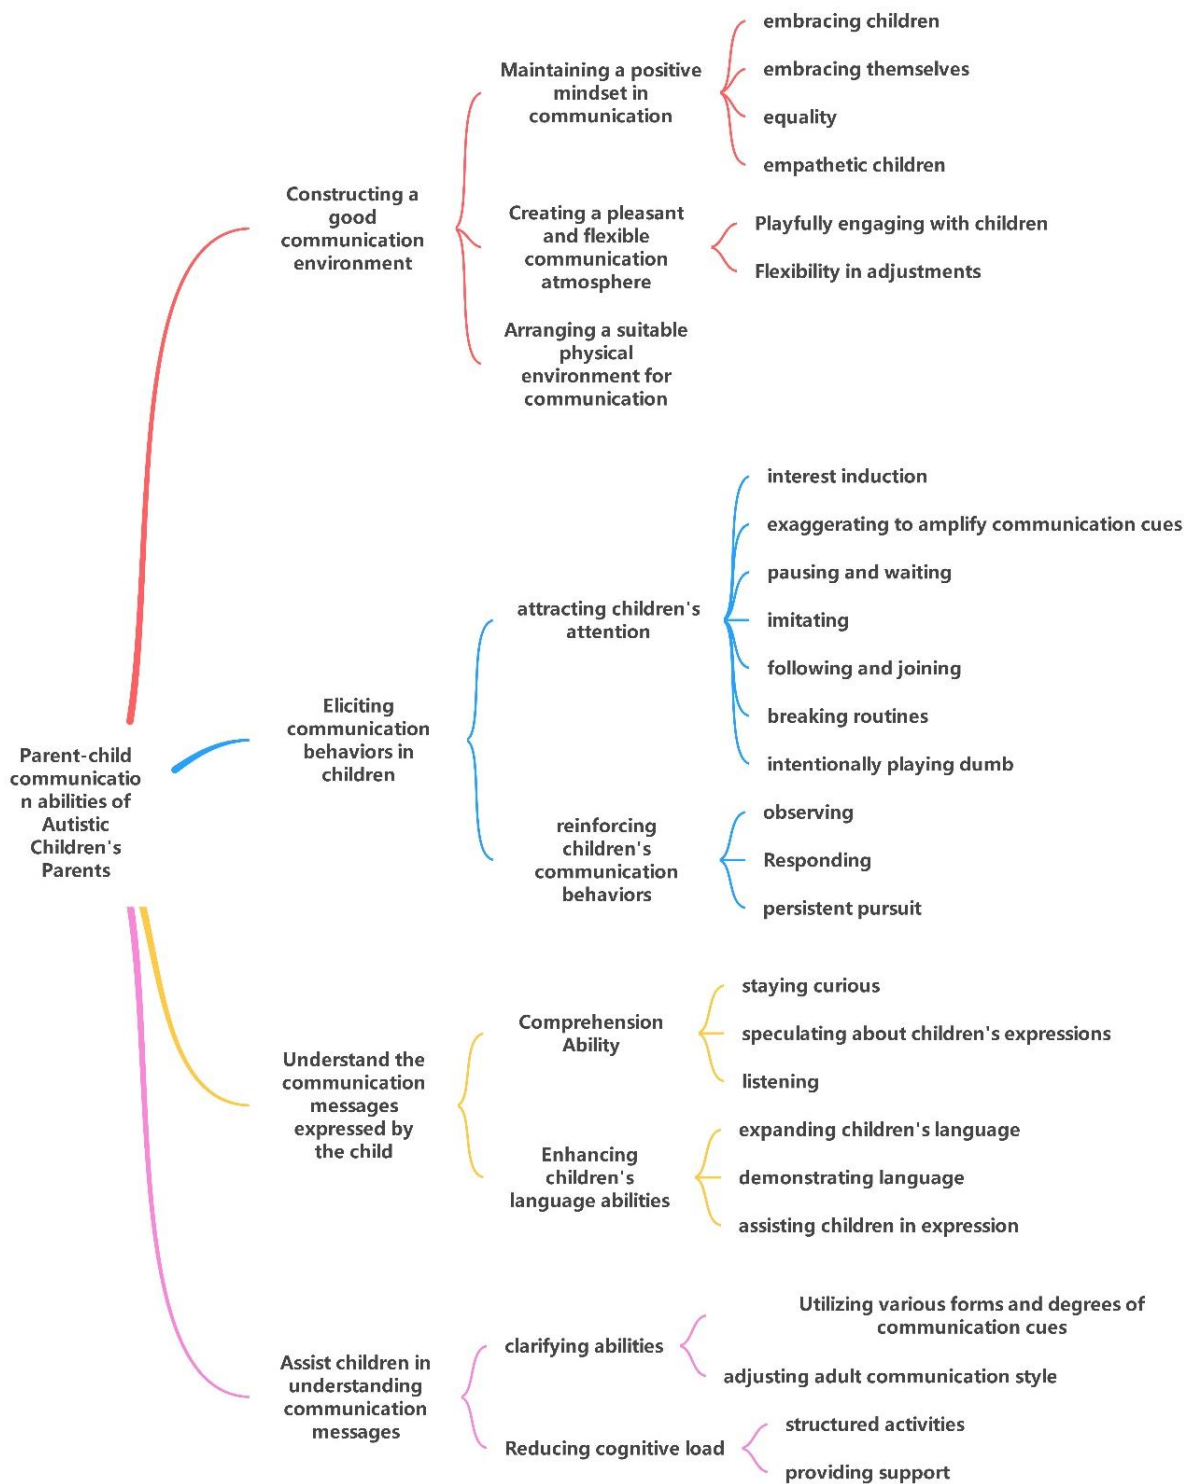 Parent-child
communicatio
n abilities of
Autistic
Children's
Parents
Constructing a
good
communication
environment
Maintaining a positive
mindset in
communication
embracing children
embracing themselves
equality
empathetic children
Creating a pleasant
and flexible
communication
atmosphere
Playfully engaging with children
Flexibility in adjustments
Arranging a suitable
physical
environment for
communication
Eliciting
communication
behaviors in
children
attracting children's
attention
interest induction
exaggerating to amplify communication cues
pausing and waiting
imitating
following and joining
breaking routines
intentionally playing dumb
reinforcing
children's
communication
behaviors
observing
Responding
persistent pursuit
Understand the
communication
messages
expressed by
the child
Comprehension
Ability
staying curious
speculating about children's expressions
listening
Enhancing
children's
language abilities
expanding children's language
demonstrating language
assisting children in expression
Assist children in
understanding
communication
messages
clarifying abilities
Utilizing various forms and degrees of
communication cues
adjusting adult communication style
Reducing cognitive load
structured activities
providing support